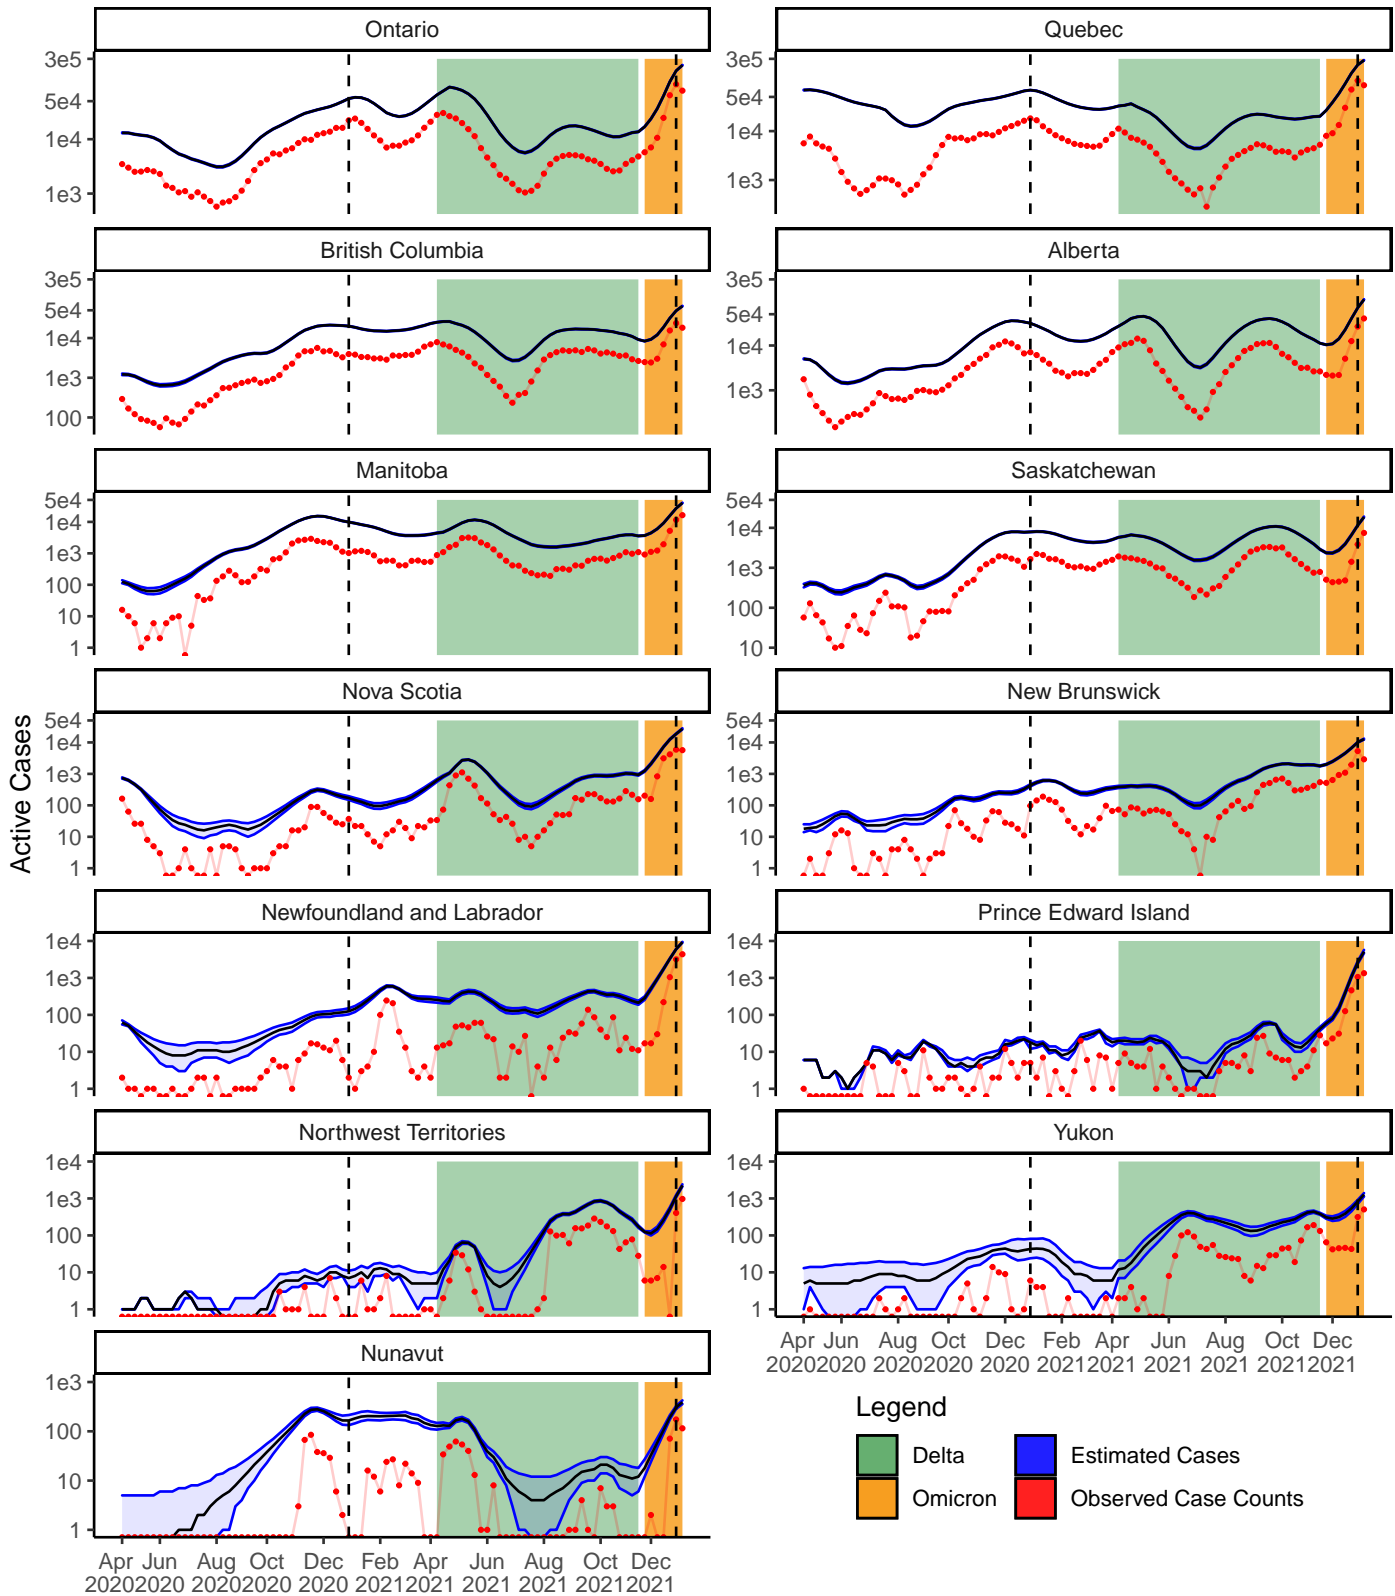 Ontario
Quebec
3e5
5e4
1e4
1e3
3e5
5e4
1e4
1e3
British Columbia
Alberta
3e5
5e4
1e4
1e3
100
3e5
5e4
1e4
1e3
Manitoba
Saskatchewan
5e4
1e4
1e3
100
10
1
5e4
1e4
1e3
100
10
Nova Scotia
New Brunswick
5e4
1e4
1e3
100
10
1
5e4
1e4
1e3
100
10
1
Active Cases
Newfoundland and Labrador
Prince Edward Island
1e4
1e3
100
10
1
1e4
1e3
100
10
1
Northwest Territories
Yukon
1e4
1e3
100
10
1
1e4
1e3
100
10
1
Apr Jun Aug Oct Dec Feb Apr Jun Aug Oct Dec
2020 2020 2020 2020 2020 2021 2021 2021 2021 2021 2021
Nunavut
1e3
100
10
1
Apr Jun Aug Oct Dec Feb Apr Jun Aug Oct Dec
2020 2020 2020 2020 2020 2021 2021 2021 2021 2021 2021
Legend
Delta
Estimated Cases
Omicron
Observed Case Counts